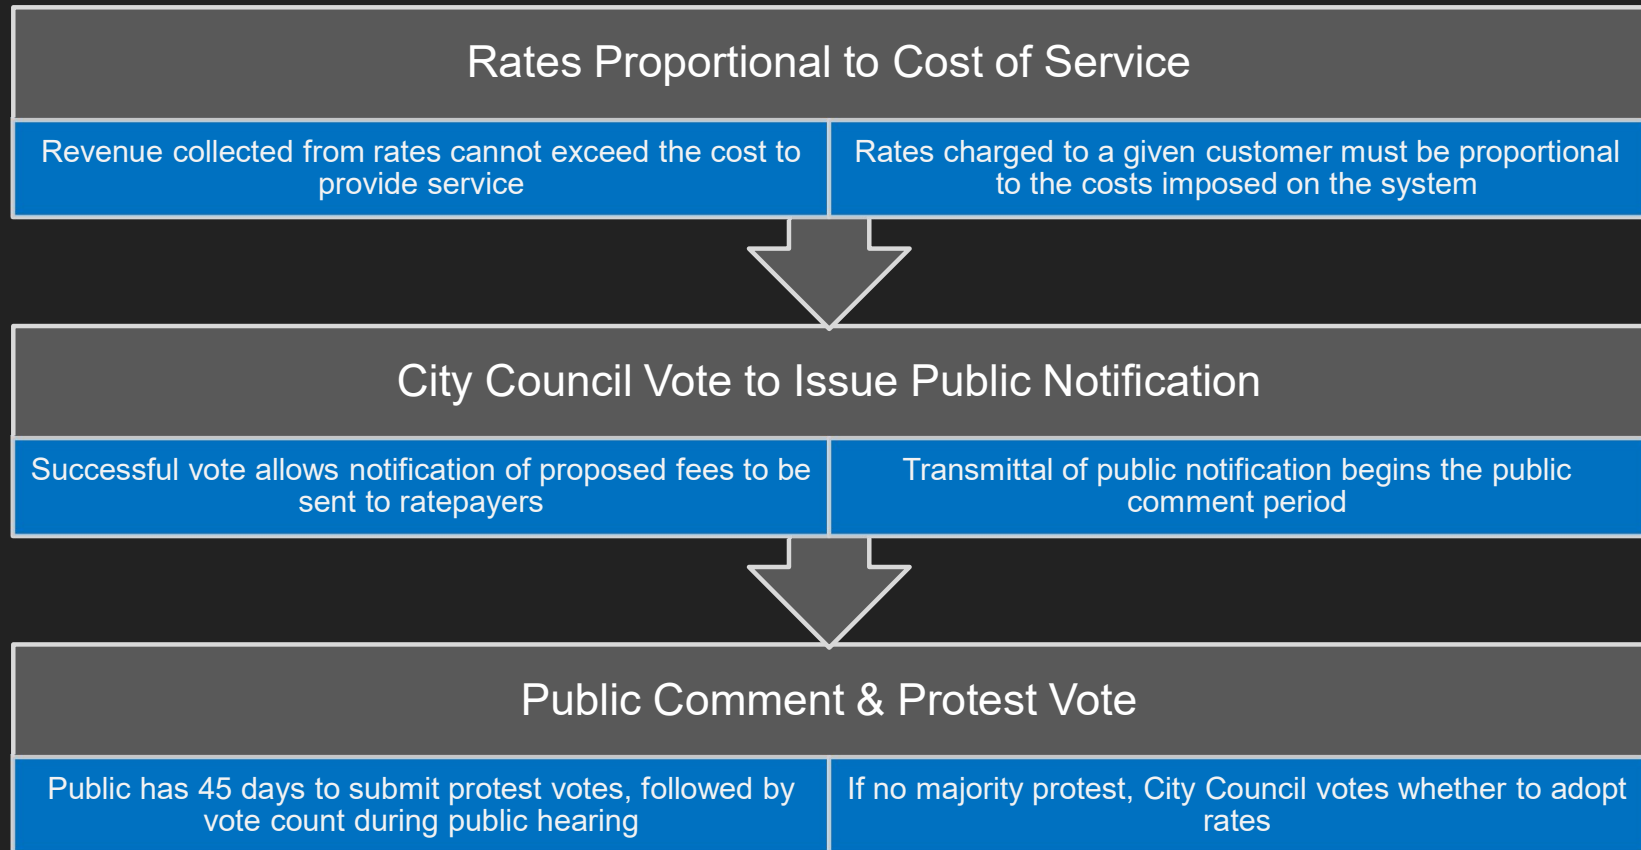 Rates Proportional to Cost of Service
Revenue collected from rates cannot exceed the cost to
provide service
Rates charged to a given customer must be proportional
to the costs imposed on the system
City Council Vote to Issue Public Notification
Successful vote allows notification of proposed fees to be
sent to ratepayers
Transmittal of public notification begins the public
comment period
Public Comment & Protest Vote
Public has 45 days to submit protest votes, followed by
vote count during public hearing
If no majority protest, City Council votes whether to adopt
rates